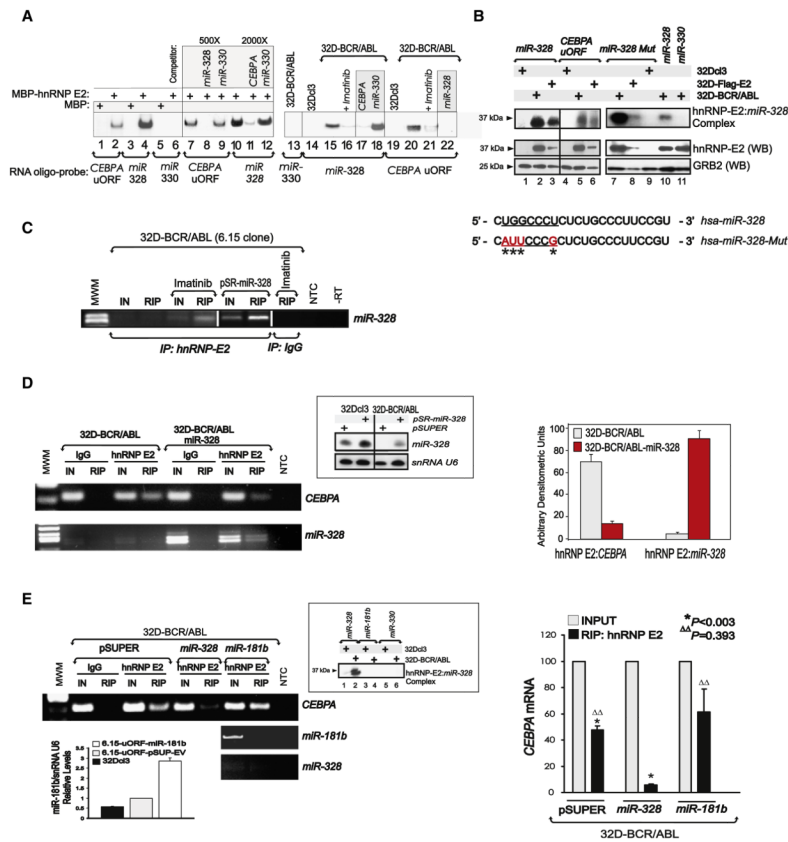 A
500X 2000X
Competitor:
miR-328
miR-330
CEBPA
miR-330
MBP-hnRNP E2:
MBP:
1 2 3 4 5 6 7 8 9 10 11 12 13 14 15 16 17 18 19 20 21 22
RNA oligo-probe: CEBPA uORF miR 328 miR 330 CEBPA uORF miR 328 miR-330 miR-328 CEBPA uORF
32D-BCR/ABL 32D-BCR/ABL
32D-BCR/ABL
32Dcl3
+ Imatinib
CEBPA
miR-330
32Dcl3
+ Imatinib
miR-328
B
miR-328 CEBPA uORF miR-328 Mut miR-328 miR-330
+ + + 32Dcl3
+ + + 32D-Flag-E2
+ + + + + 32D-BCR/ABL
37 kDa hnRNP-E2:miR-328 Complex
37 kDa hnRNP-E2 (WB)
25 kDa GRB2 (WB)
1 2 3 4 5 6 7 8 9 10 11
5' - CUGGCCCUCUCUGCCCUUCCGU - 3' hsa-miR-328
5' - CAUUCCCGCUCUGCCCUUCCGU - 3' hsa-miR-328-Mut
*** *
C
32D-BCR/ABL (6.15 clone)
Imatinib pSR-miR-328 Imatinib
MWM IN RIP IN RIP IN RIP RIP NTC -RT
miR-328
IP: hnRNP-E2 IP: IgG
D
32D-BCR/ABL 32D-BCR/ABL miR-328
IgG hnRNP E2 IgG hnRNP E2
MWM IN RIP IN RIP IN RIP IN RIP NTC
CEBPA
miR-328
32Dcl3 32D-BCR/ABL
+ + pSR-miR-328
+ + pSUPER
miR-328
snRNA U6
Arbitrary Densitometric Units
100
80
60
40
20
0
32D-BCR/ABL
32D-BCR/ABL-miR-328
hnRNP E2:CEBPA hnRNP E2:miR-328
E
32D-BCR/ABL
pSUPER miR-328 miR-181b
IgG hnRNP E2 hnRNP E2 hnRNP E2
MWM IN RIP IN RIP IN RIP IN RIP NTC
CEBPA
miR-181b
miR-328
miR-328 miR-181b miR-330
+ + + 32Dcl3
+ + + 32D-BCR/ABL
37 kDa hnRNP-E2:miR-328 Complex
1 2 3 4 5 6
miR-181b/snRNA U6 Relative Levels
3.5
3
2.5
2
1.5
1
0.5
0
6.15-uORF-miR-181b
6.15-uORF-pSUP-EV
32Dcl3
CEBPA mRNA
120
100
80
60
40
20
0
INPUT
RIP: hnRNP E2
*P<0.003
ΔΔP=0.393
ΔΔ
*
*
ΔΔ
pSUPER miR-328 miR-181b
32D-BCR/ABL